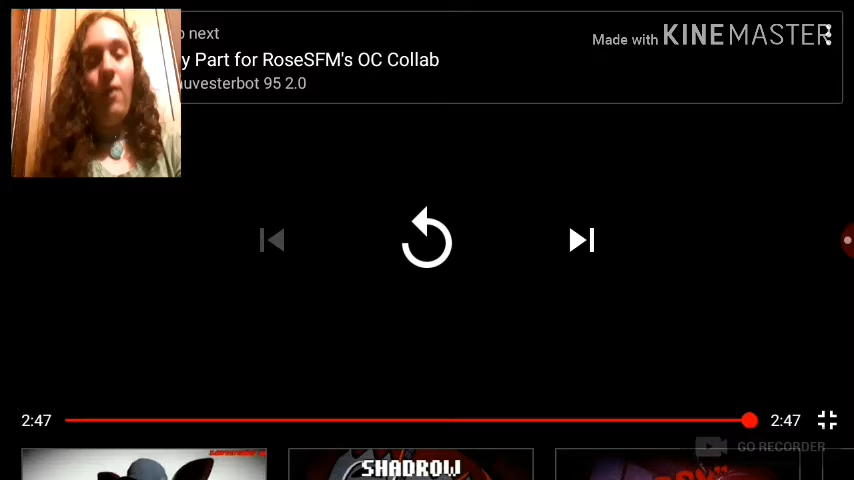 next
y Part for RoseSFM's OC Collab
uvesterbot 95 2.0
Made with KINEMASTER
2:47
2:47
GO RECORDER
SHADROW